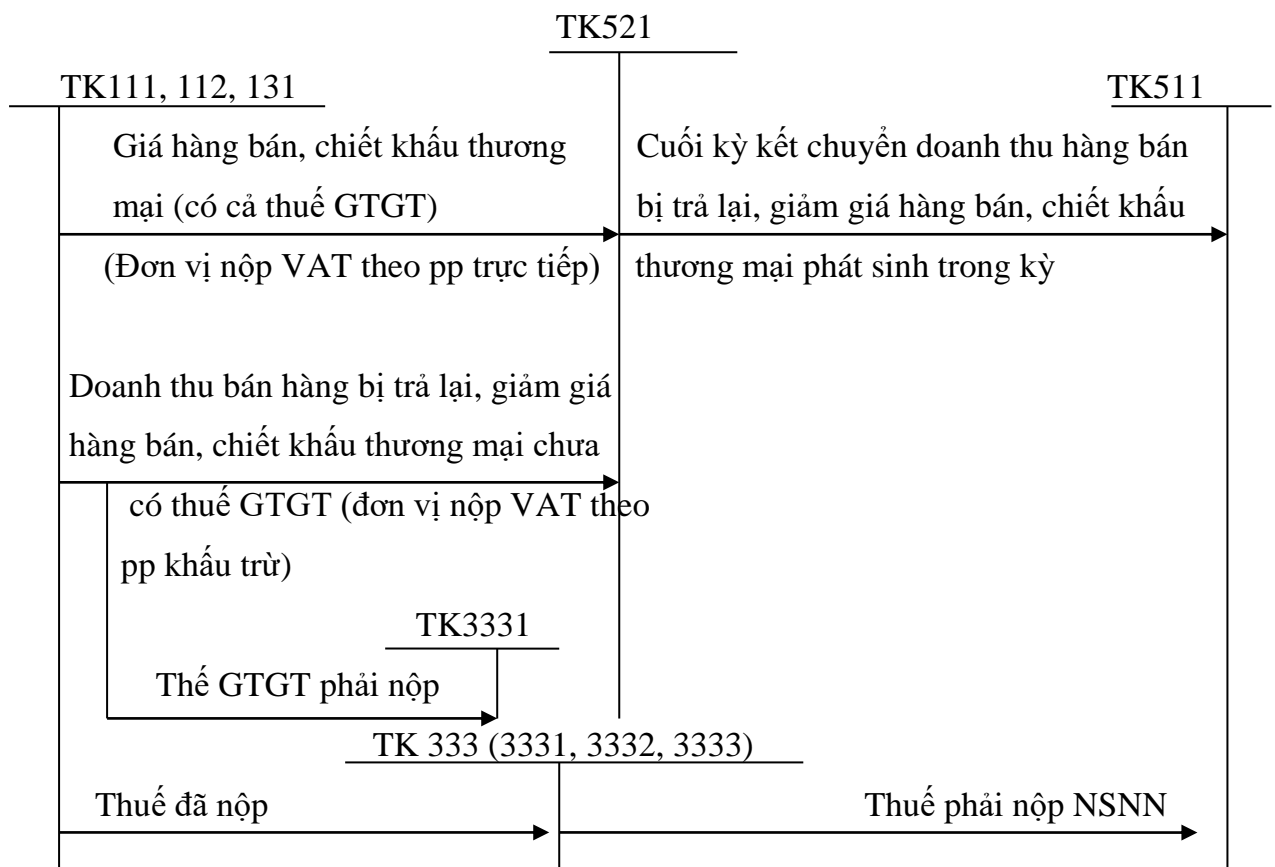 TK521
TK111, 112, 131
TK511
Giá hàng bán, chiết khấu thương
mại (có cả thuế GTGT)
(Đơn vị nộp VAT theo pp trực tiếp)
Cuối kỳ kết chuyển doanh thu hàng bán
bị trả lại, giảm giá hàng bán, chiết khấu
thương mại phát sinh trong kỳ
Doanh thu bán hàng bị trả lại, giảm giá
hàng bán, chiết khấu thương mại chưa
có thuế GTGT (đơn vị nộp VAT theo
pp khấu trừ)
TK3331
Thế GTGT phải nộp
TK 333 (3331, 3332, 3333)
Thuế đã nộp
Thuế phải nộp NSNN